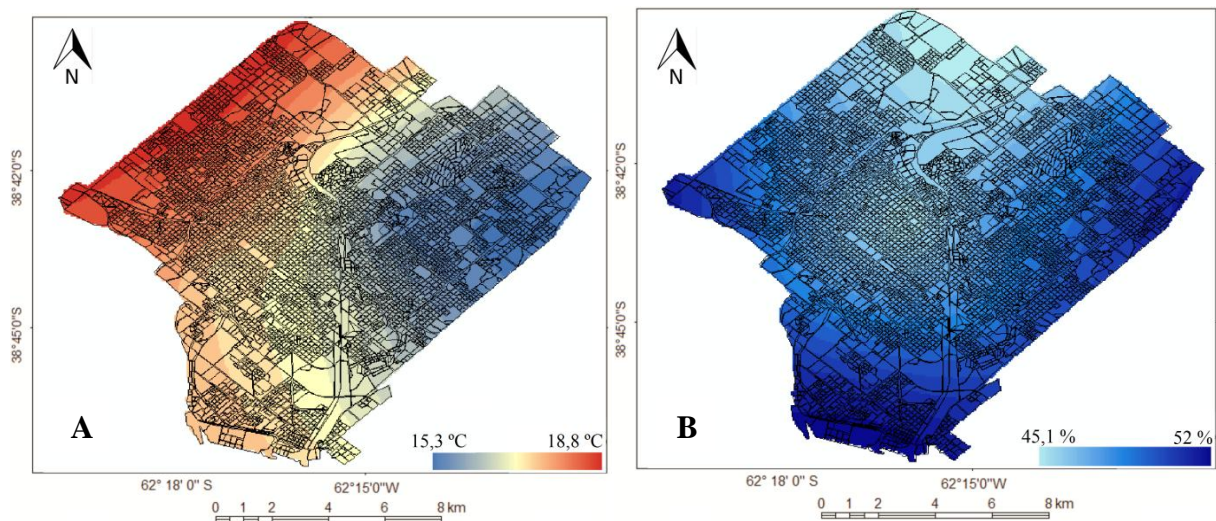 N
38°42'0"S
38°45'0"S
A
15,3 ºC
18,8 ºC
62° 18' 0'' S
62°15'0''W
0 1 2 4 6 8 km
N
38°42'0"S
38°45'0"S
B
45,1 %
52 %
62° 18' 0'' S
62°15'0''W
0 1 2 4 6 8 km